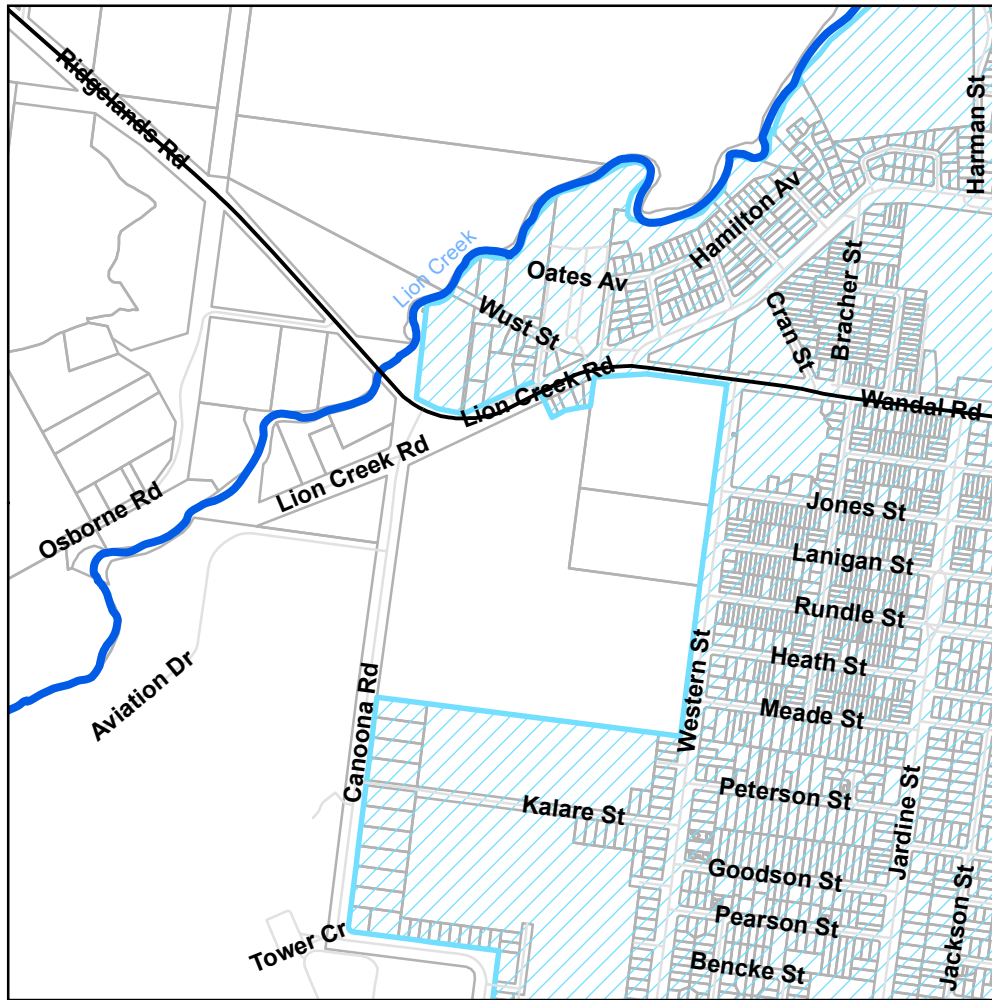 Ridgelands Rd
Harman St
Lion Creek
Hamilton Av
Oates Av
Wust St
Cran St
Bracher St
Lion Creek Rd
Wandal Rd
Lion Creek Rd
Osborne Rd
Jones St
Lanigan St
Rundle St
Heath St
Meade St
Western St
Aviation Dr
Canoona Rd
Peterson St
Kalare St
Jardine St
Goodson St
Pearson St
Jackson St
Tower Cr
Bencke St